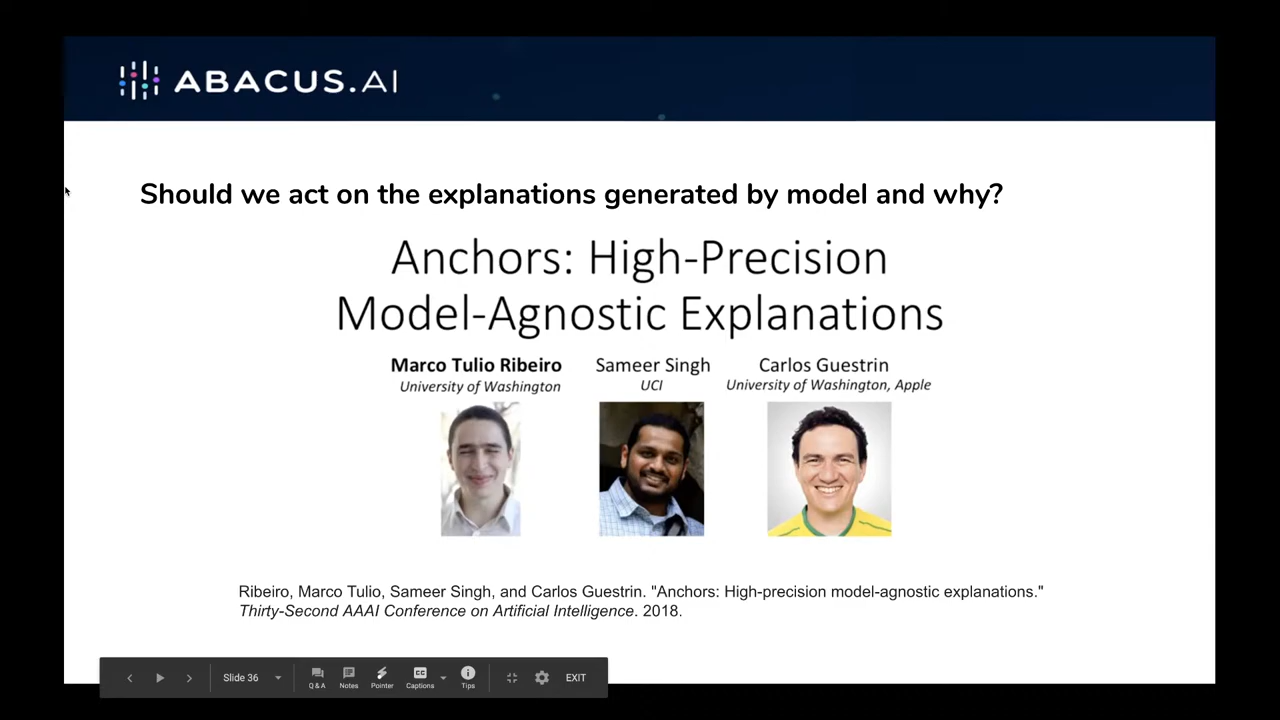 ABACUS.AI
Should we act on the explanations generated by model and why?
Anchors: High-Precision
Model-Agnostic Explanations
Marco Tulio Ribeiro
University of Washington
Sameer Singh
UCI
Carlos Guestrin
University of Washington, Apple
Ribeiro, Marco Tulio, Sameer Singh, and Carlos Guestrin. "Anchors: High-precision model-agnostic explanations."
Thirty-Second AAAI Conference on Artificial Intelligence. 2018.
Slide 36
Q & A
Notes
Pointer
CC
Captions
Tips
EXIT